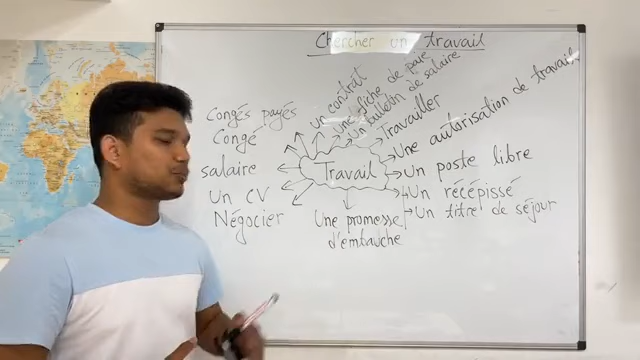 Chercher un travail
un contrat
une fiche de paie
un bulletin de salaire
Travailler
Une autorisation de travail
Un poste libre
Un récépissé
Un titre de séjour
Une promesse
d'embauche
Congés payés
Congé
salaire
Un CV
Négocier
Travail